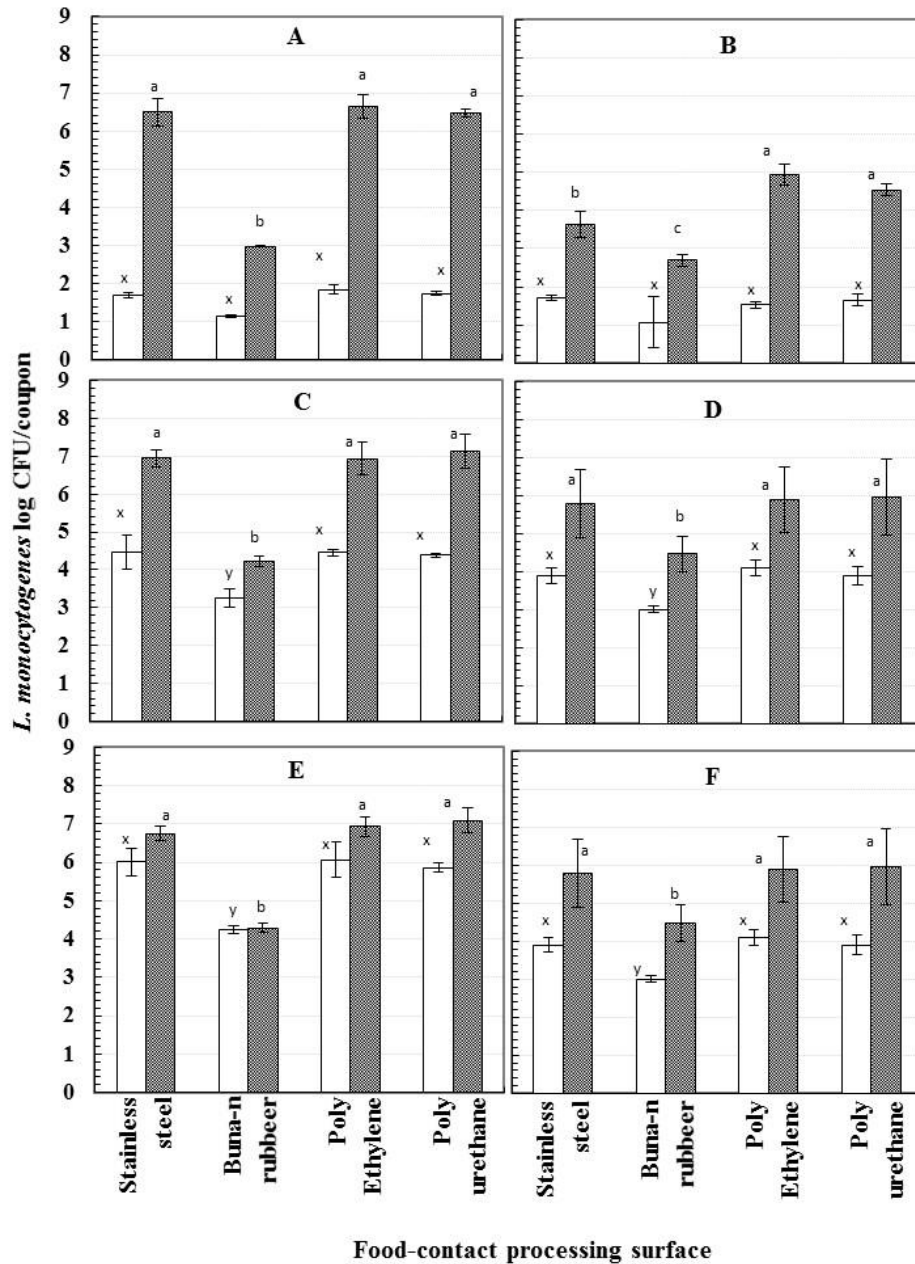 L. monocytogenes log CFU/coupon
9
8
7
6
5
4
3
2
1
0
A
a
a
a
b
x
x
x
x
B
a
a
b
c
x
x
x
x
9
8
7
6
5
4
3
2
1
0
C
a
a
a
x
b
x
x
y
D
a
a
a
b
x
x
x
y
9
8
7
6
5
4
3
2
1
0
E
a
a
a
x
x
x
y
b
F
a
a
a
b
x
x
x
y
Stainless
steel
Buna-n
rubbeer
Poly
Ethylene
Poly
urethane
Stainless
steel
Buna-n
rubbeer
Poly
Ethylene
Poly
urethane
Food-contact processing surface